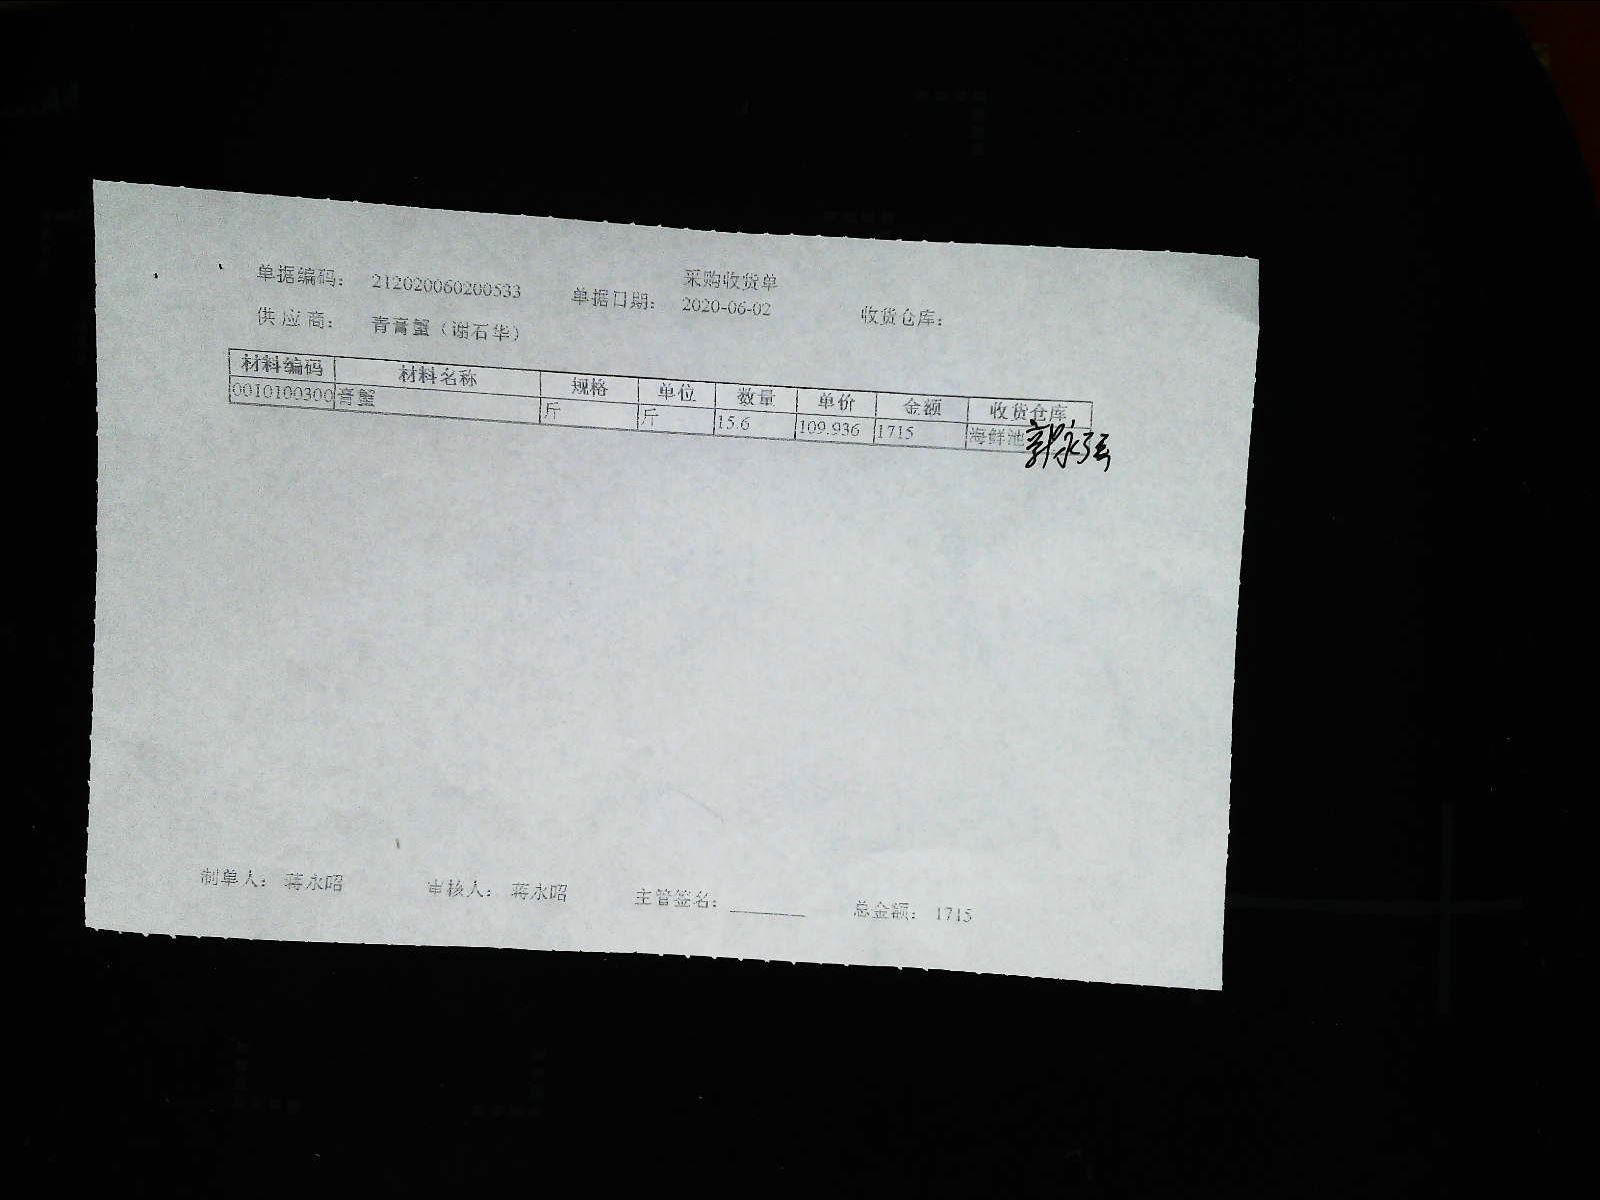 采购收货单
单据编码: 212020060200533 单据日期: 2020-06-02 收货仓库:
供应商: 青膏蟹（谢石华）
材料编码 材料名称 规格 单位 数量 单价 金额 收货仓库
0010100300 膏蟹 斤 斤 15.6 109.936 1715 海鲜池
制单人: 蒋永昭 审核人: 蒋永昭 主管签名: 总金额: 1715